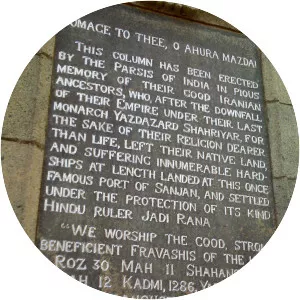 OMAGE TO THEE, O AHURA MAZDA!
THIS COLUMN HAS BEEN ERECTED
BY THE PARSIS OF INDIA IN PIOUS
MEMORY OF THEIR GOOD IRANIAN
ANCESTORS, WHO, AFTER THE DOWNFALL
OF THEIR EMPIRE UNDER THEIR LAST
MONARCH YAZDAZARD SHAHRIYAR, FOR
THE SAKE OF THEIR RELIGION DEARER
THAN LIFE, LEFT THEIR NATIVE LAND
AND SUFFERING INNUMERABLE HARD-
SHIPS AT LENGTH LANDED AT THIS ONCE
FAMOUS PORT OF SANJAN, AND SETTLED
UNDER THE PROTECTION OF ITS KIND
HINDU RULER JADI RANA
"WE WORSHIP THE GOOD, STRO
BENEFICENT FRAVASHIS OF THE
ROZ 30 MAH II SHAHAN
AH 12 KADMI, 1286, YA